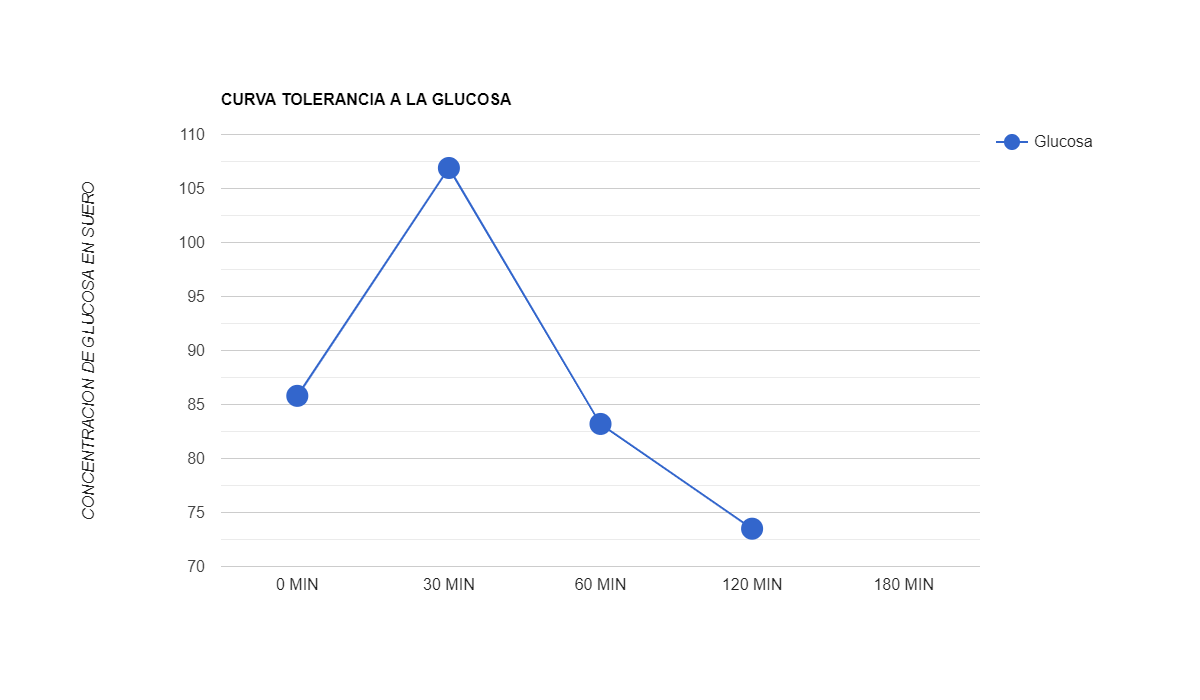 CURVA TOLERANCIA A LA GLUCOSA
Glucosa
CONCENTRACION DE GLUCOSA EN SUERO
110
105
100
95
90
85
80
75
70
0 MIN
30 MIN
60 MIN
120 MIN
180 MIN